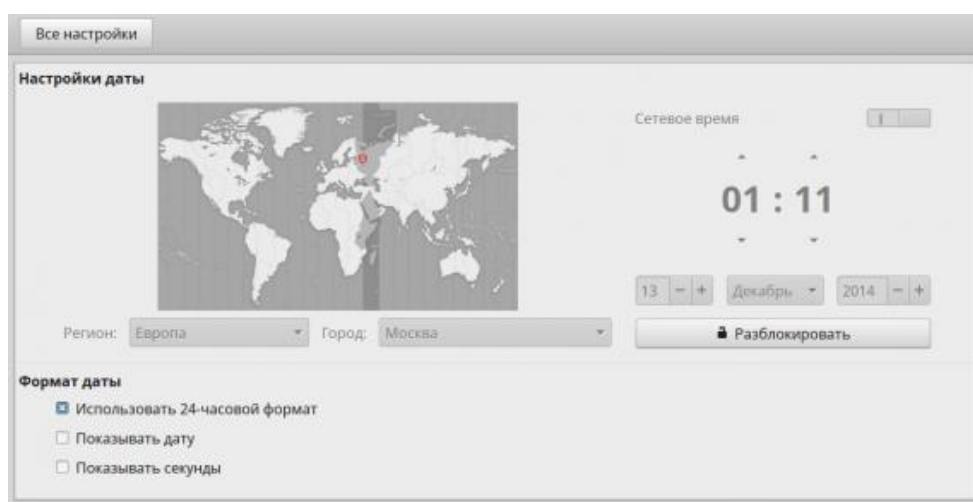 Все настройки
Настройки даты
Сетевое время
01 : 11
13 − + Декабрь 2014 − +
Регион: Европа Город: Москва
Разблокировать
Формат даты
Использовать 24-часовой формат
Показывать дату
Показывать секунды